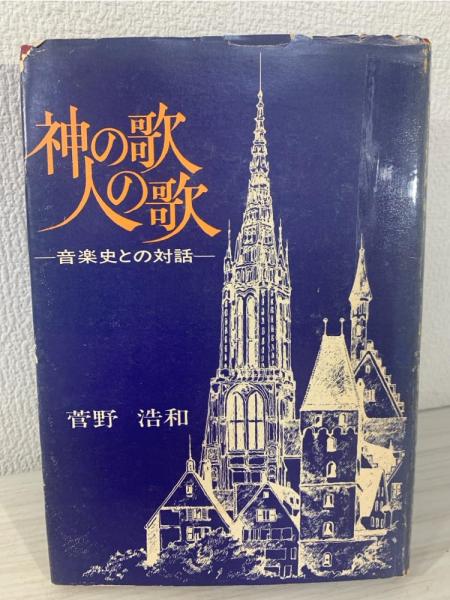 神の歌
人の歌
―音楽史との対話―
菅野 浩和